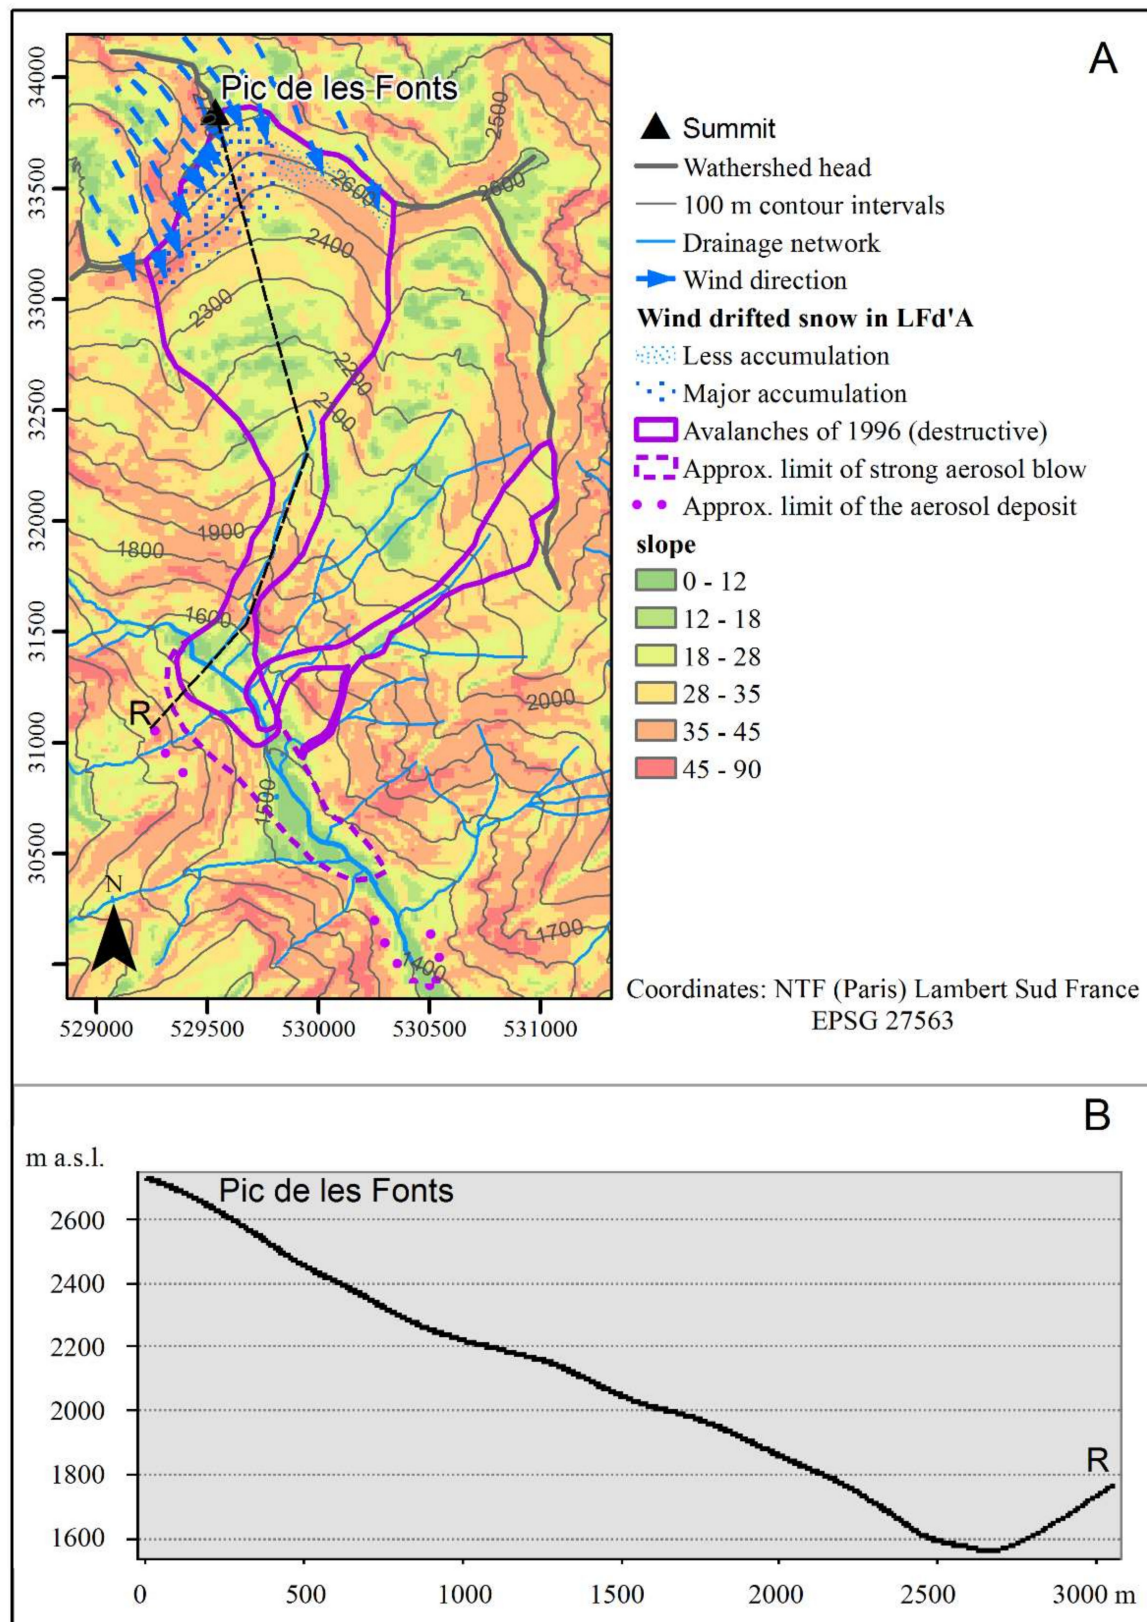 A
Pic de les Fonts
34000
33500
33000
32500
32000
31500
31000
30500
2700
2500
2600
2600
2400
2300
2200
2100
1900
1800
1600
2000
1500
1700
1400
R
N
529000
529500
530000
530500
531000
Summit
Wathershed head
100 m contour intervals
Drainage network
Wind direction
Wind drifted snow in LFd'A
Less accumulation
Major accumulation
Avalanches of 1996 (destructive)
Approx. limit of strong aerosol blow
Approx. limit of the aerosol deposit
slope
0 - 12
12 - 18
18 - 28
28 - 35
35 - 45
45 - 90
Coordinates: NTF (Paris) Lambert Sud France
EPSG 27563
B
m a.s.l.
Pic de les Fonts
2600
2400
2200
2000
1800
1600
R
0
500
1000
1500
2000
2500
3000 m